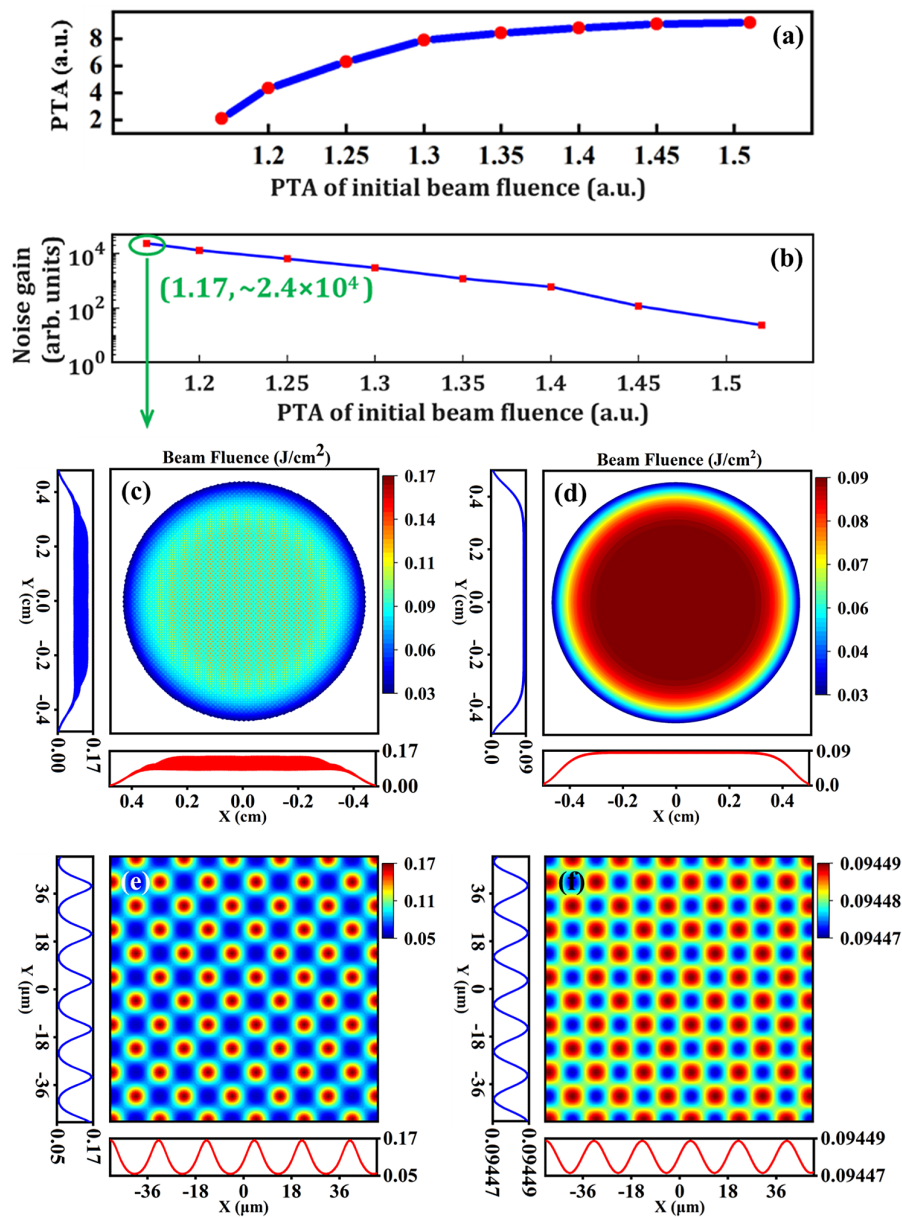 (a)
PTA (a.u.)
8
6
4
2
1.2 1.25 1.3 1.35 1.4 1.45 1.5
PTA of initial beam fluence (a.u.)
(b)
Noise gain
(arb. units)
10⁴
10²
10⁰
(1.17,~2.4×10⁴)
1.2 1.25 1.3 1.35 1.4 1.45 1.5
PTA of initial beam fluence (a.u.)
Beam Fluence (J/cm²)
(c)
0.4
0.2
0.0
-0.2
-0.4
Y (cm)
0.00 0.17
0.17
0.14
0.13
0.11
0.09
0.07
0.05
0.03
0.17
0.00
0.4 0.2 0.0 -0.2 -0.4
X (cm)
Beam Fluence (J/cm²)
(d)
0.4
0.2
0.0
-0.2
-0.4
Y (cm)
0 0.09
0.09
0.08
0.07
0.06
0.05
0.04
0.03
0.09
0.0
-0.4 -0.2 0 0.2 0.4
X (cm)
(e)
36
18
0
-18
-36
Y (μm)
0.05 0.17
0.17
0.11
0.05
0.17
0.05
-36 -18 0 18 36
X (μm)
(f)
36
18
0
-18
-36
Y (μm)
0.09447 0.09449
0.09449
0.09448
0.09447
0.09449
0.09447
-36 -18 0 18 36
X (μm)